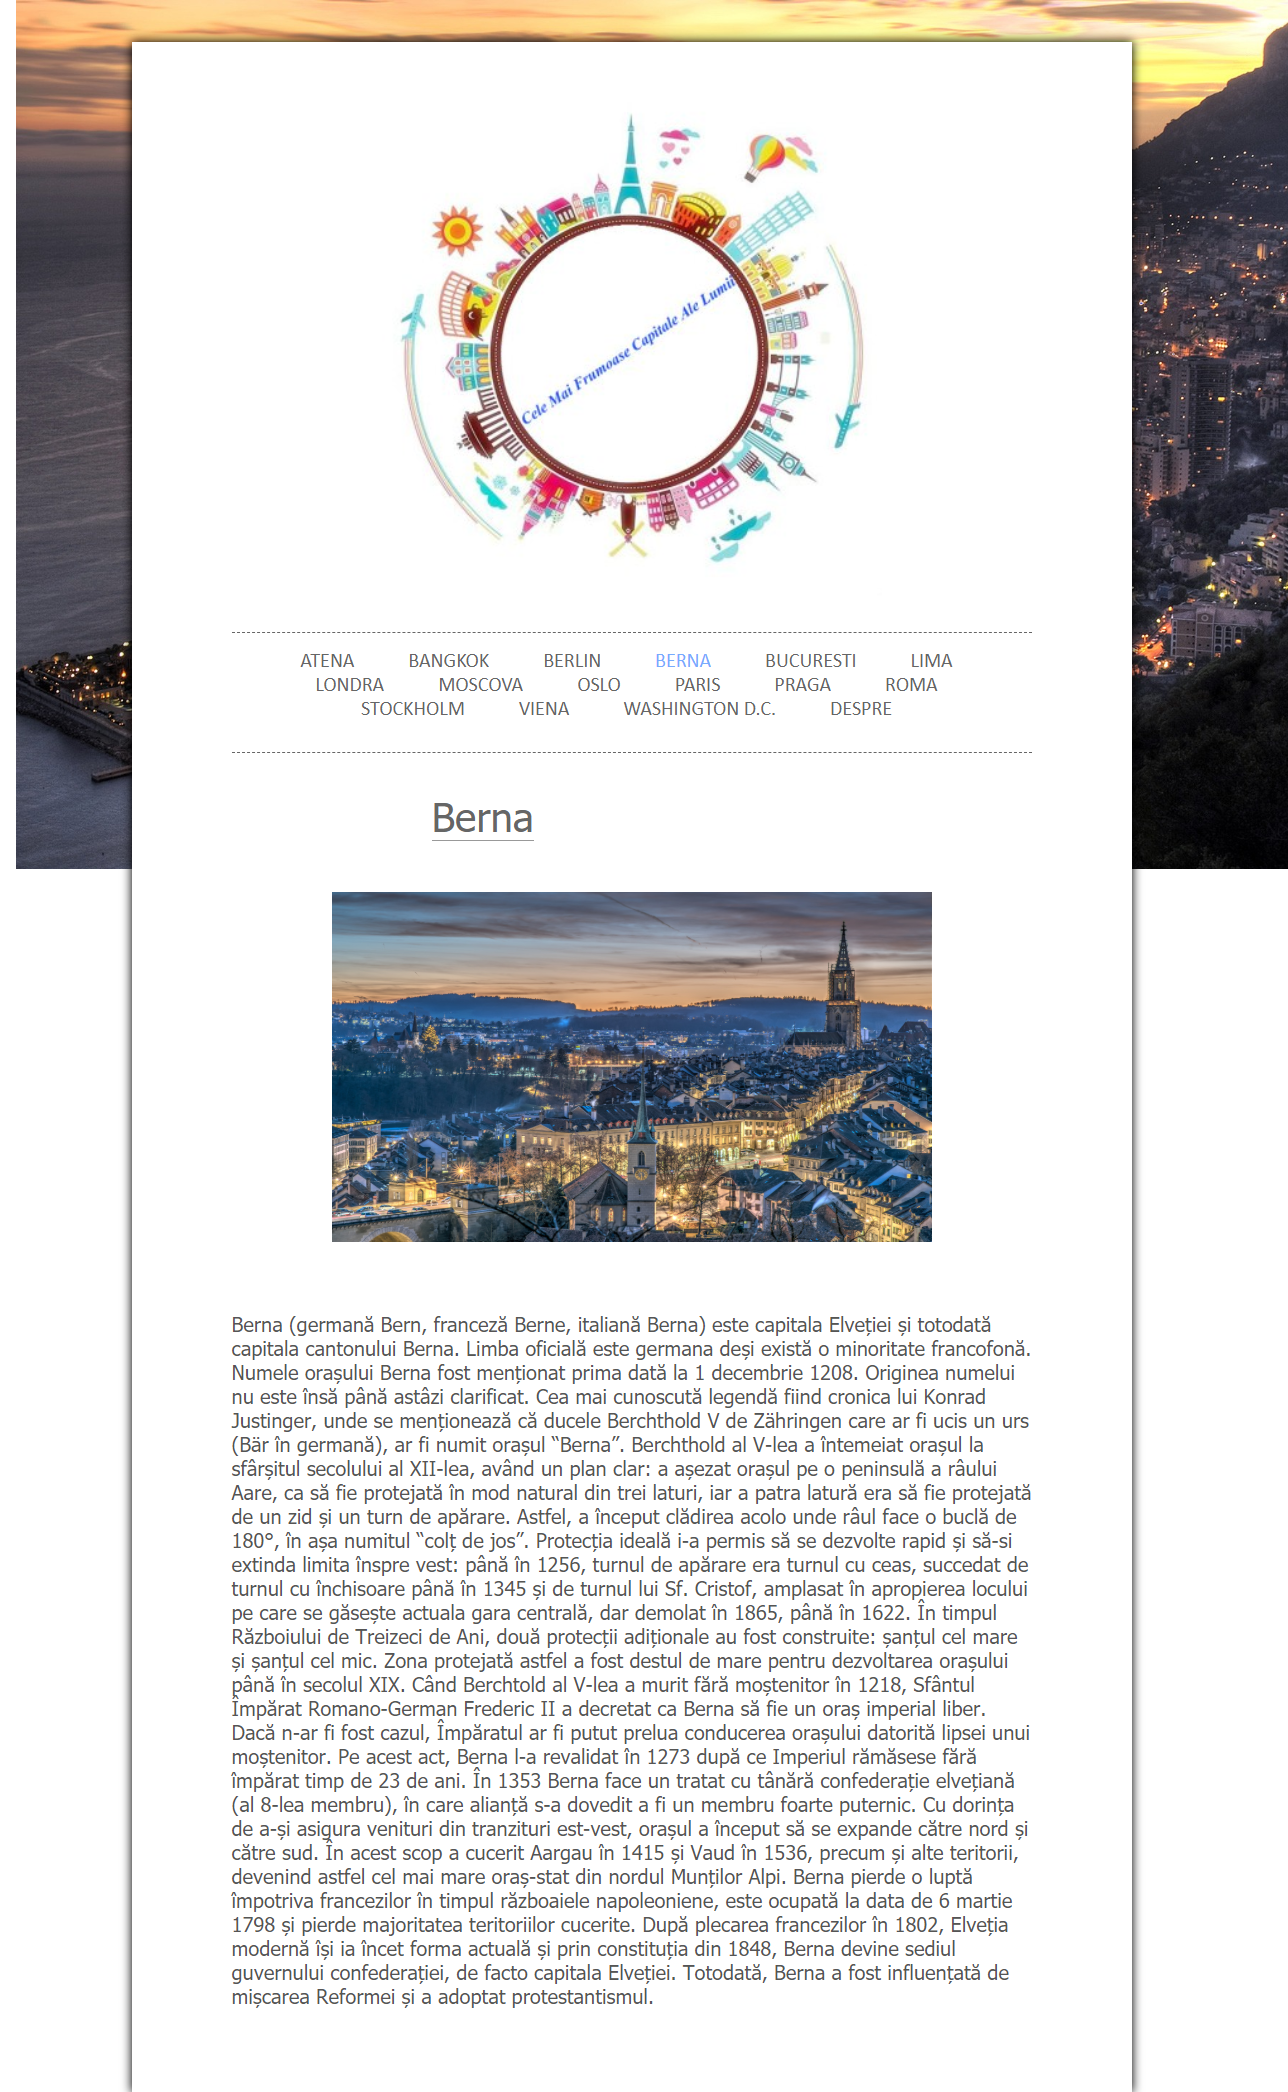 Cele Mai Frumoase Capitale Ale Lumii
ATENA BANGKOK BERLIN BERNA BUCURESTI LIMA
LONDRA MOSCOVA OSLO PARIS PRAGA ROMA
STOCKHOLM VIENA WASHINGTON D.C. DESPRE
Berna
Berna (germană Bern, franceză Berne, italiană Berna) este capitala Elveției și totodată
capitala cantonului Berna. Limba oficială este germana deși există o minoritate francofonă.
Numele orașului Berna fost menționat prima dată la 1 decembrie 1208. Originea numelui
nu este însă până astâzi clarificat. Cea mai cunoscută legendă fiind cronica lui Konrad
Justinger, unde se menționează că ducele Berchthold V de Zähringen care ar fi ucis un urs
(Bär în germană), ar fi numit orașul “Berna”. Berchthold al V-lea a întemeiat orașul la
sfârșitul secolului al XII-lea, având un plan clar: a așezat orașul pe o peninsulă a râului
Aare, ca să fie protejată în mod natural din trei laturi, iar a patra latură era să fie protejată
de un zid și un turn de apărare. Astfel, a început clădirea acolo unde râul face o buclă de
180°, în așa numitul “colț de jos”. Protecția ideală i-a permis să se dezvolte rapid și să-si
extinda limita înspre vest: până în 1256, turnul de apărare era turnul cu ceas, succedat de
turnul cu închisoare până în 1345 și de turnul lui Sf. Cristof, amplasat în apropierea locului
pe care se găsește actuala gara centrală, dar demolat în 1865, până în 1622. În timpul
Războiului de Treizeci de Ani, două protecții adiționale au fost construite: șanțul cel mare
și șanțul cel mic. Zona protejată astfel a fost destul de mare pentru dezvoltarea orașului
până în secolul XIX. Când Berchtold al V-lea a murit fără moștenitor în 1218, Sfântul
Împărat Romano-German Frederic II a decretat ca Berna să fie un oraș imperial liber.
Dacă n-ar fi fost cazul, Împăratul ar fi putut prelua conducerea orașului datorită lipsei unui
moștenitor. Pe acest act, Berna l-a revalidat în 1273 după ce Imperiul rămăsese fără
împărat timp de 23 de ani. În 1353 Berna face un tratat cu tânără confederație elvețiană
(al 8-lea membru), în care alianță s-a dovedit a fi un membru foarte puternic. Cu dorința
de a-și asigura venituri din tranzituri est-vest, orașul a început să se expande către nord și
către sud. În acest scop a cucerit Aargau în 1415 și Vaud în 1536, precum și alte teritorii,
devenind astfel cel mai mare oraș-stat din nordul Munților Alpi. Berna pierde o luptă
împotriva francezilor în timpul războaiele napoleoniene, este ocupată la data de 6 martie
1798 și pierde majoritatea teritoriilor cucerite. După plecarea francezilor în 1802, Elveția
modernă își ia încet forma actuală și prin constituția din 1848, Berna devine sediul
guvernului confederației, de facto capitala Elveției. Totodată, Berna a fost influențată de
mișcarea Reformei și a adoptat protestantismul.